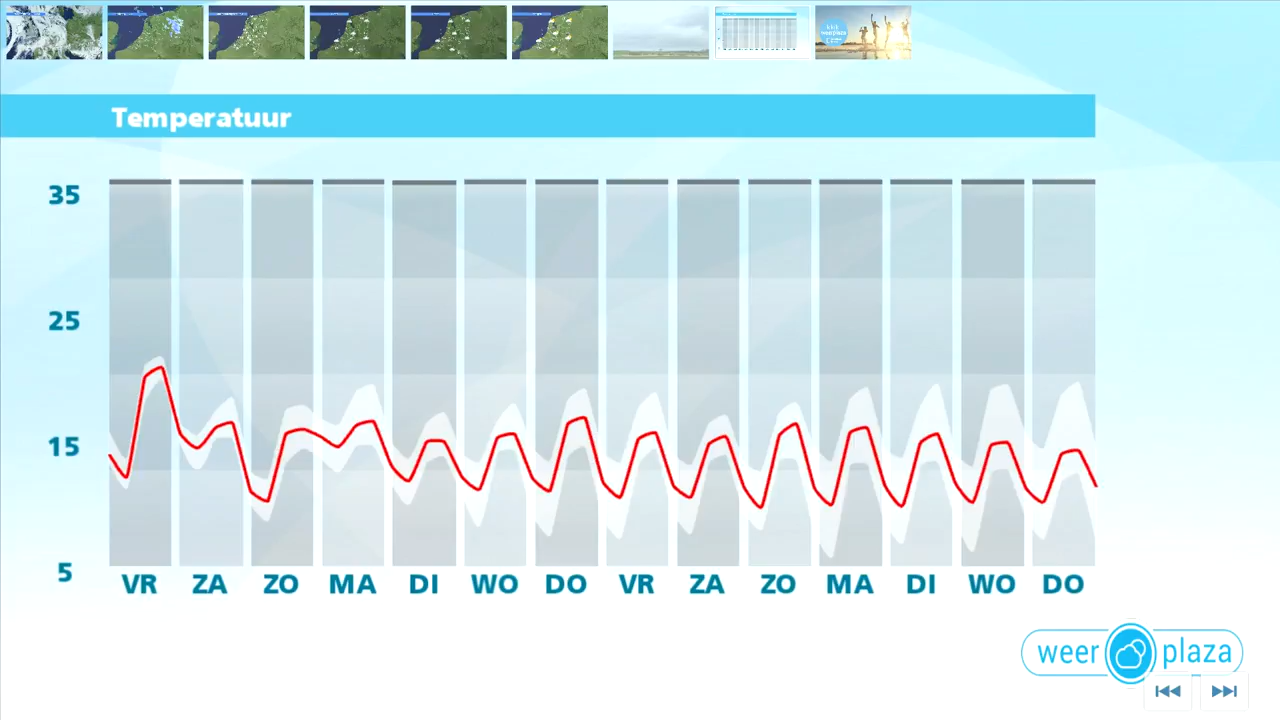 Temperatuur
35
25
15
5
VR ZA ZO MA DI WO DO VR ZA ZO MA DI WO DO
weer plaza